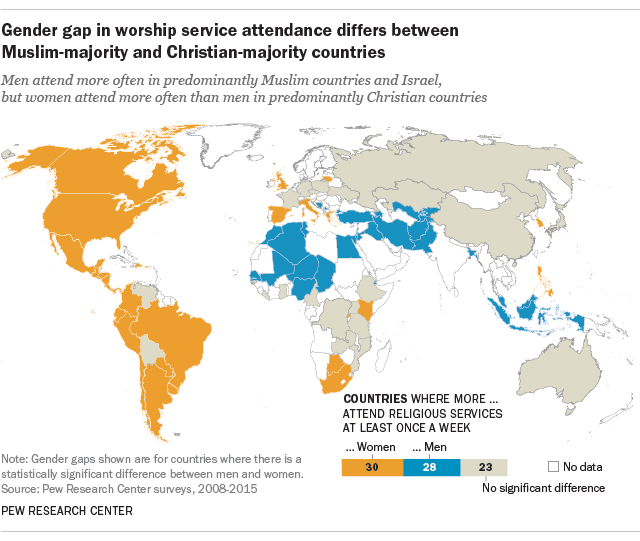 Gender gap in worship service attendance differs between
Muslim-majority and Christian-majority countries
Men attend more often in predominantly Muslim countries and Israel,
but women attend more often than men in predominantly Christian countries
COUNTRIES WHERE MORE ...
ATTEND RELIGIOUS SERVICES
AT LEAST ONCE A WEEK
... Women ... Men
30 28 23 No data
No significant difference
Note: Gender gaps shown are for countries where there is a
statistically significant difference between men and women.
Source: Pew Research Center surveys, 2008-2015
PEW RESEARCH CENTER